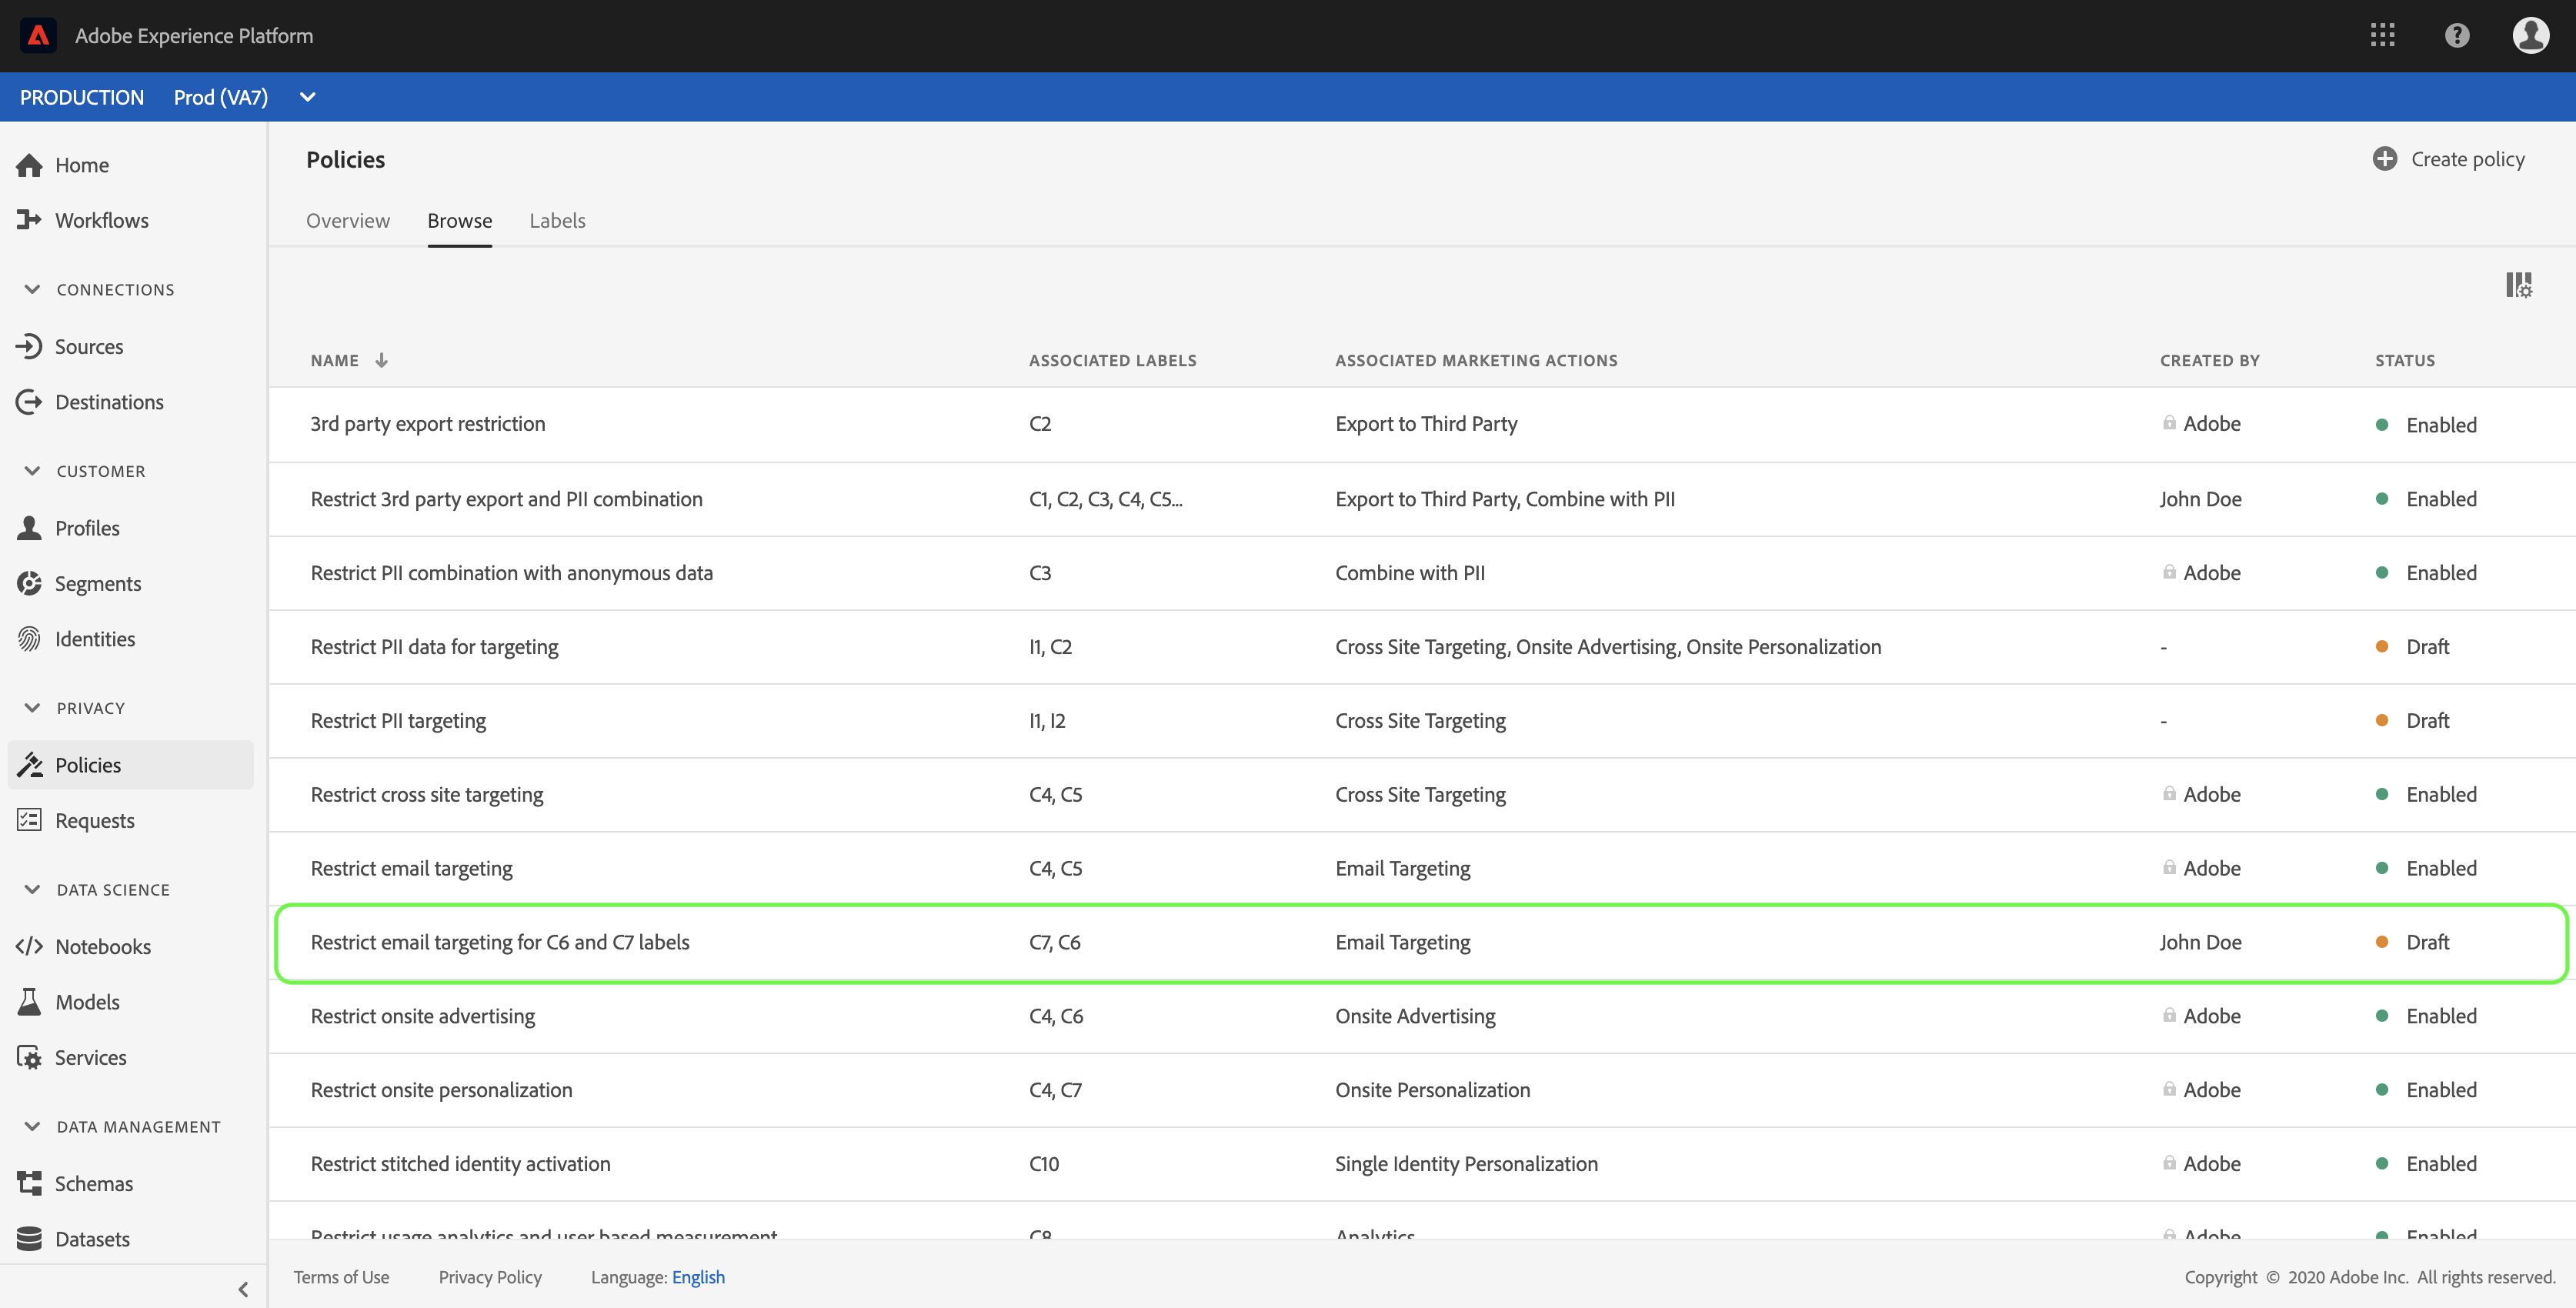 Adobe Experience Platform
PRODUCTION Prod (VA7)
Home
Workflows
CONNECTIONS
Sources
Destinations
CUSTOMER
Profiles
Segments
Identities
PRIVACY
Policies
Requests
DATA SCIENCE
Notebooks
Models
Services
DATA MANAGEMENT
Schemas
Datasets
Policies
Create policy
Overview Browse Labels
NAME ASSOCIATED LABELS ASSOCIATED MARKETING ACTIONS CREATED BY STATUS
3rd party export restriction C2 Export to Third Party Adobe Enabled
Restrict 3rd party export and PII combination C1, C2, C3, C4, C5... Export to Third Party, Combine with PII John Doe Enabled
Restrict PII combination with anonymous data C3 Combine with PII Adobe Enabled
Restrict PII data for targeting I1, C2 Cross Site Targeting, Onsite Advertising, Onsite Personalization - Draft
Restrict PII targeting I1, I2 Cross Site Targeting - Draft
Restrict cross site targeting C4, C5 Cross Site Targeting Adobe Enabled
Restrict email targeting C4, C5 Email Targeting Adobe Enabled
Restrict email targeting for C6 and C7 labels C7, C6 Email Targeting John Doe Draft
Restrict onsite advertising C4, C6 Onsite Advertising Adobe Enabled
Restrict onsite personalization C4, C7 Onsite Personalization Adobe Enabled
Restrict stitched identity activation C10 Single Identity Personalization Adobe Enabled
Restrict usage analytics and user based measurement C8 Analytics Adobe Enabled
Terms of Use Privacy Policy Language: English Copyright © 2020 Adobe Inc. All rights reserved.